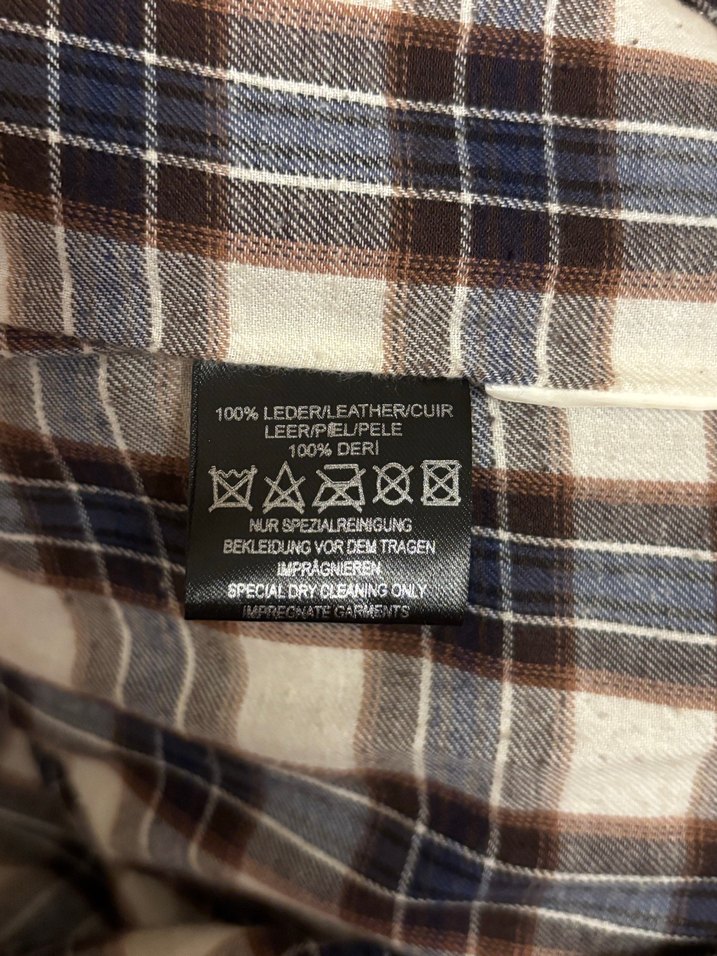 100% LEDER/LEATHER/CUIR
LEER/PIEL/PELE
100% DERİ
NUR SPEZIALREINIGUNG
BEKLEIDUNG VOR DEM TRAGEN
IMPRÄGNIEREN
SPECIAL DRY CLEANING ONLY
IMPREGNATE GARMENTS